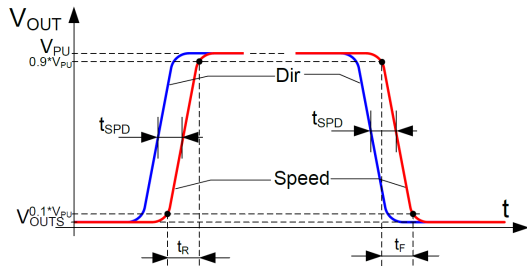 VOUT
VPU
0.9*VPU
Dir
tSPD
tSPD
Speed
0.1*VPU
VOUTS
t
tR
tF